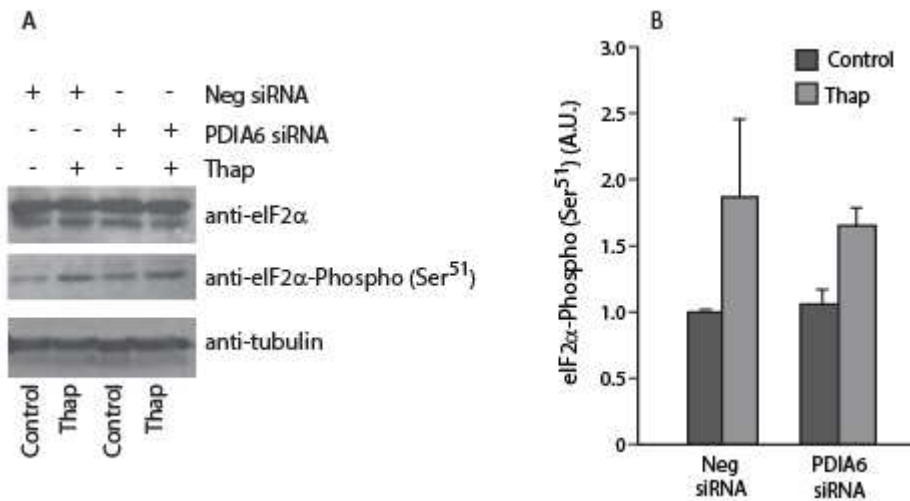 A
+ + - - Neg siRNA
- - + + PDIA6 siRNA
- + - + Thap
anti-eIF2α
anti-eIF2α-Phospho (Ser51)
anti-tubulin
Control Thap Control Thap
B
eIF2α-Phospho (Ser51) (A.U.)
3.0
2.5
2.0
1.5
1.0
0.5
0
Control
Thap
Neg siRNA
PDIA6 siRNA